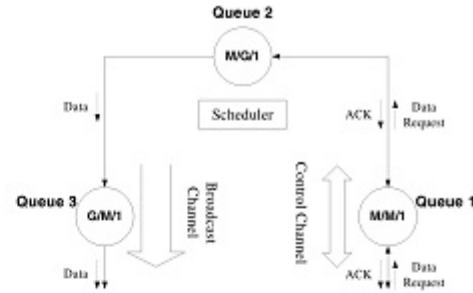 Queue 2
M/G/1
Data
Scheduler
ACK
Data
Request
Broadcast
Channel
Control Channel
Queue 3
G/M/1
M/M/1
Queue 1
Data
ACK
Data
Request